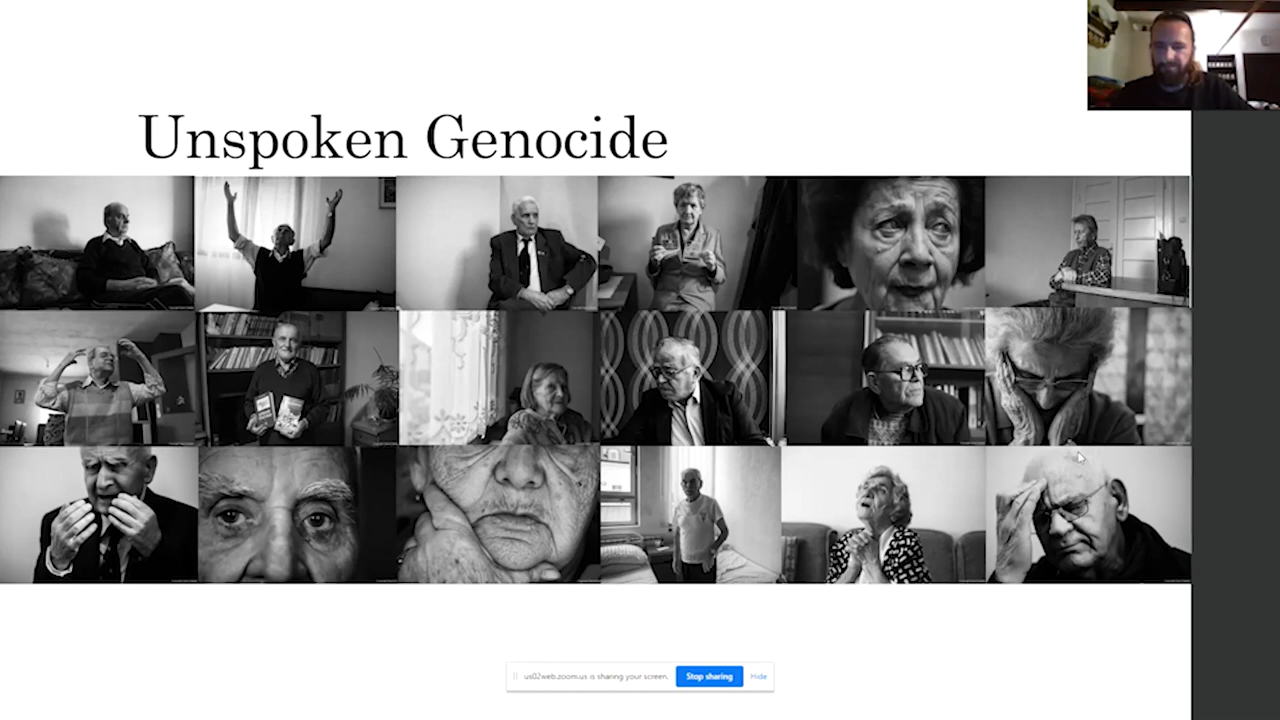 Unspoken Genocide
us02web.zoom.us is sharing your screen.
Stop sharing
Hide